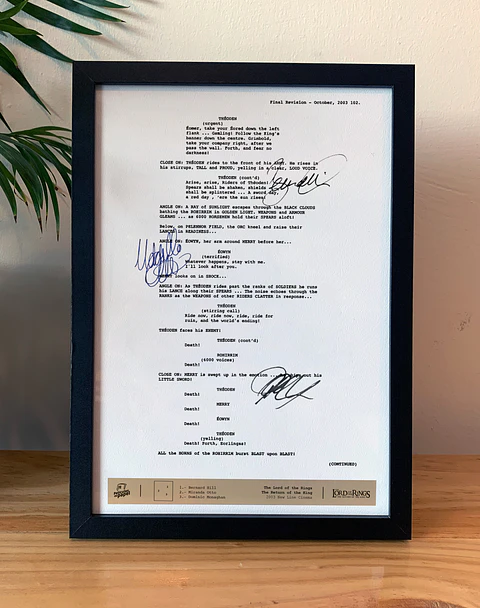 Final Revision - October, 2003 102.
THÉODEN
(urgent)
Éomer, take your Éored down the left
flank ... Gamling! Follow the King's
banner down the centre. Grimbold,
take your company right, after we
pass the wall. Forth, and fear no
darkness!
CLOSE ON: THÉODEN rides to the front of his army. He rises in
his stirrups, TALL and PROUD, yelling in a clear, LOUD VOICE.
THÉODEN (cont'd)
Arise, arise, Riders of Théoden!
Spears shall be shaken, shields
shall be splintered ... A sword day,
a red day, 'ere the sun rises!
ANGLE ON: A RAY of SUNLIGHT escapes through the BLACK CLOUDS
bathing the ROHIRRIM in GOLDEN LIGHT. WEAPONS and ARMOUR
GLEAMS ... as 6000 HORSEMEN hold their SPEARS aloft!
Below, on PELENNOR FIELD, the ORC kneel and raise their
LANCES in READINESS...
ANGLE ON: ÉOWYN, her arm around MERRY before her...
ÉOWYN
(terrified)
Whatever happens, stay with me.
I'll look after you.
MERRY looks on in SHOCK...
ANGLE ON: As THÉODEN rides past the ranks of SOLDIERS he runs
his LANCE along their SPEARS ... The noise echoes through the
RANKS as the WEAPONS of other RIDERS CLATTER in response...
THÉODEN
(stirring call)
Ride now, ride now, ride, ride for
ruin, and the world's ending!
THÉODEN faces his ENEMY!
THÉODEN (cont'd)
Death!
ROHIRRIM
(6000 voices)
Death!
CLOSE ON: MERRY is swept up in the emotion ... out his
LITTLE SWORD!
THÉODEN
Death!
MERRY
Death!
ÉOWYN
Death!
THÉODEN
(yelling)
Death! Forth, Eorlingas!
ALL the HORNS of the ROHIRRIM burst BLAST upon BLAST!
(CONTINUED)
1.- Bernard Hill
2.- Miranda Otto
3.- Dominic Monaghan
The Lord of the Rings
The Return of the King
2003 New Line Cinema
THE LORD OF THE RINGS